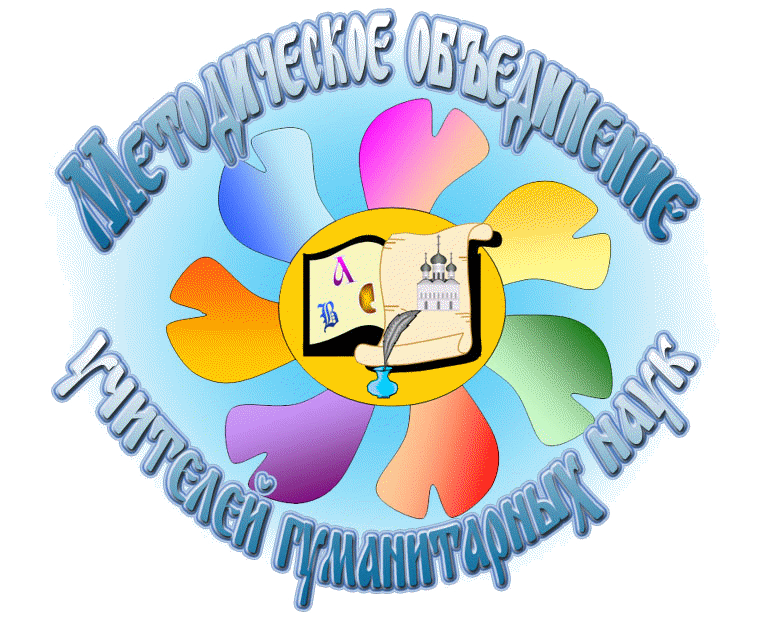 Методическое объединение
А
В С
учителей гуманитарных наук